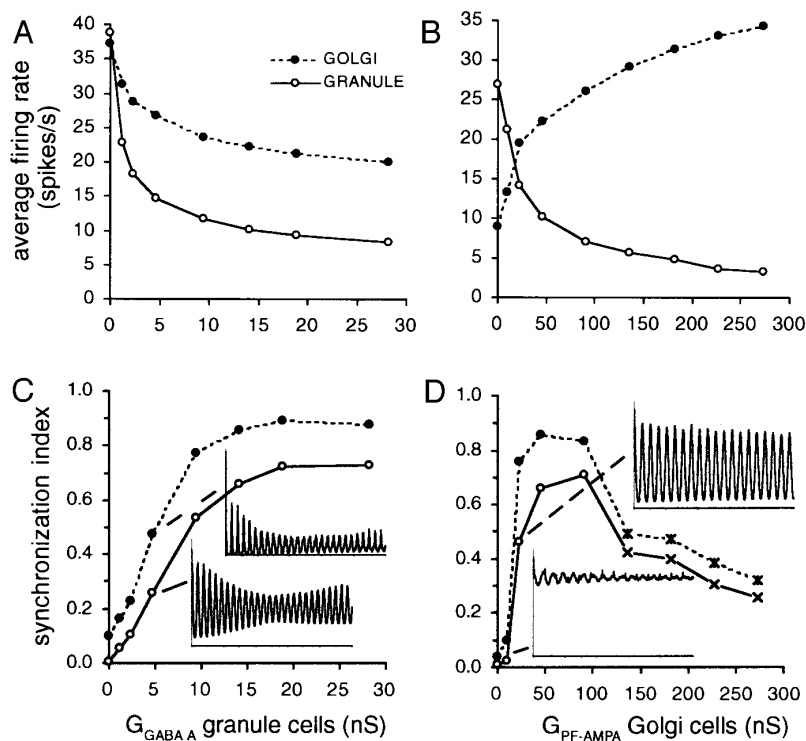 A
B
40
35
30
25
20
15
10
5
0
GOLGI
GRANULE
average firing rate
(spikes/s)
0 5 10 15 20 25 30
40
35
30
25
20
15
10
5
0
0 50 100 150 200 250 300
C
D
1.0
0.8
0.6
0.4
0.2
0.0
synchronization index
0 5 10 15 20 25 30
G GABA A granule cells (nS)
1.0
0.8
0.6
0.4
0.2
0.0
0 50 100 150 200 250 300
G PF-AMPA Golgi cells (nS)